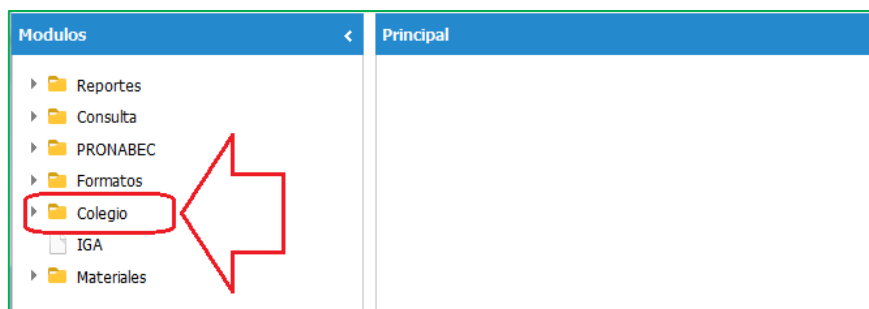 Modulos
Principal
Reportes
Consulta
PRONABEC
Formatos
Colegio
IGA
Materiales